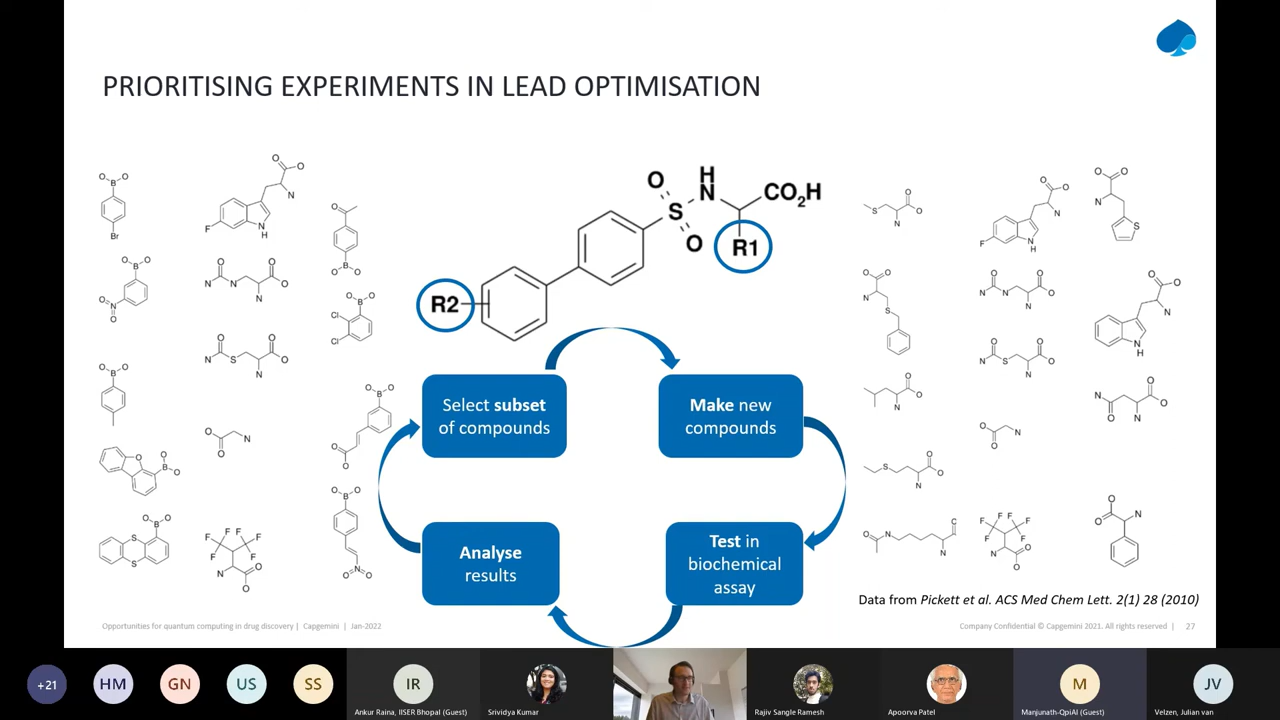 PRIORITISING EXPERIMENTS IN LEAD OPTIMISATION
O
S
O
H
N
CO2H
R1
R2
Select subset
of compounds
Make new
compounds
Analyse
results
Test in
biochemical
assay
Data from Pickett et al. ACS Med Chem Lett. 2(1) 28 (2010)
Opportunities for quantum computing in drug discovery | Capgemini | Jan-2022
Company Confidential © Capgemini 2021. All rights reserved | 27
+21
HM
GN
US
SS
IR
M
JV
Ankur Raina, IISER Bhopal (Guest)
Srividya Kumar
Rajiv Sangle Ramesh
Apoorva Patel
Manjunath-QpiAI (Guest)
Velzen, Julian van